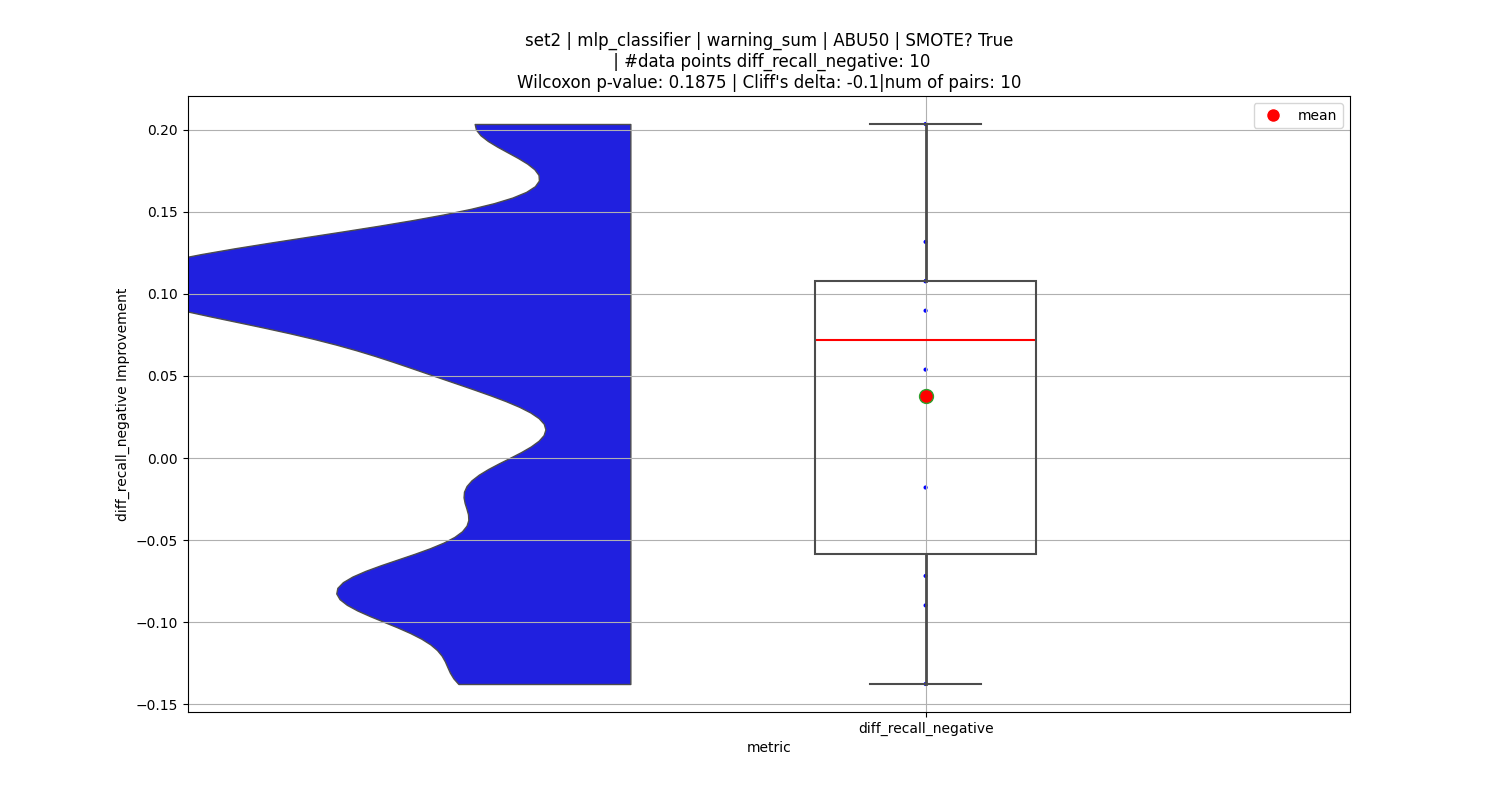 set2 | mlp_classifier | warning_sum | ABU50 | SMOTE? True
| #data points diff_recall_negative: 10
Wilcoxon p-value: 0.1875 | Cliff's delta: -0.1|num of pairs: 10
mean
0.20
0.15
0.10
0.05
0.00
−0.05
−0.10
−0.15
diff_recall_negative Improvement
diff_recall_negative
metric